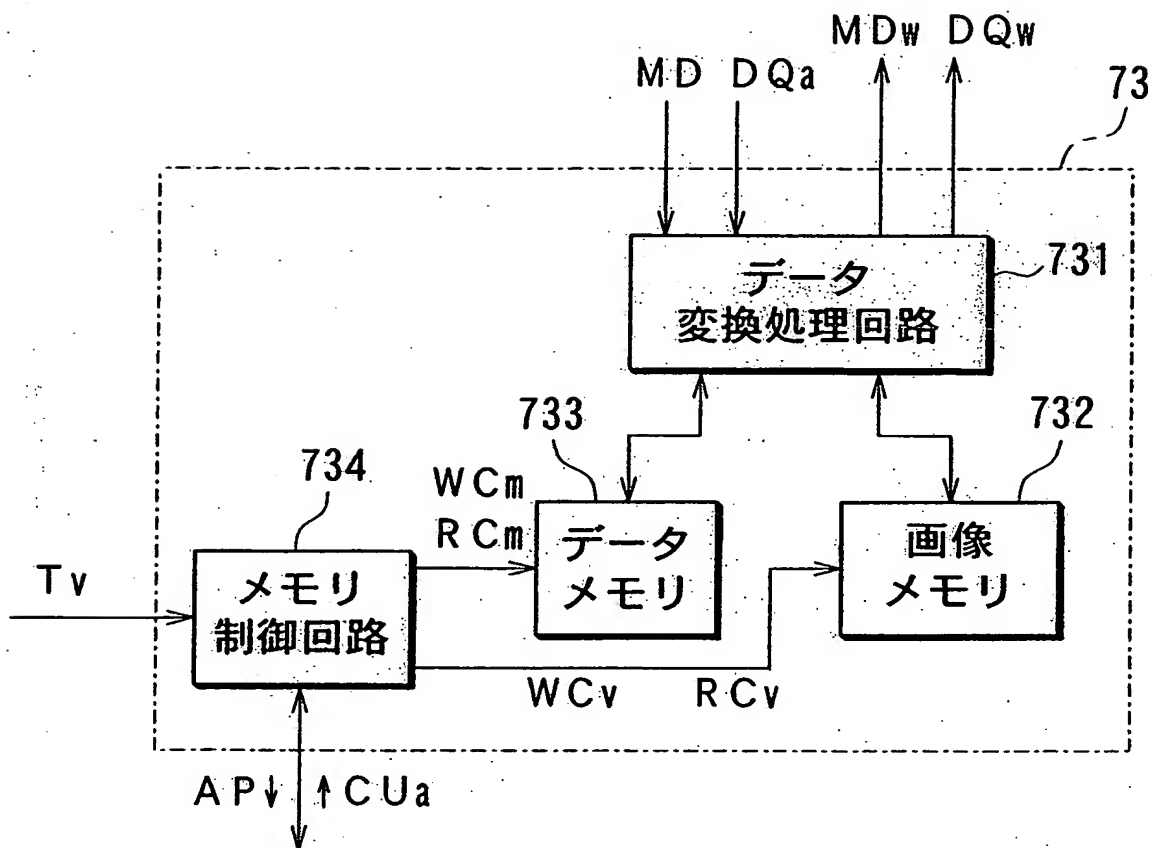 MDw DQw
MD DQa
73
データ
変換処理回路
731
733
732
734
WCm
RCm
データ
メモリ
画像
メモリ
Tv
メモリ
制御回路
WCv RCv
AP↓ ↑CUa